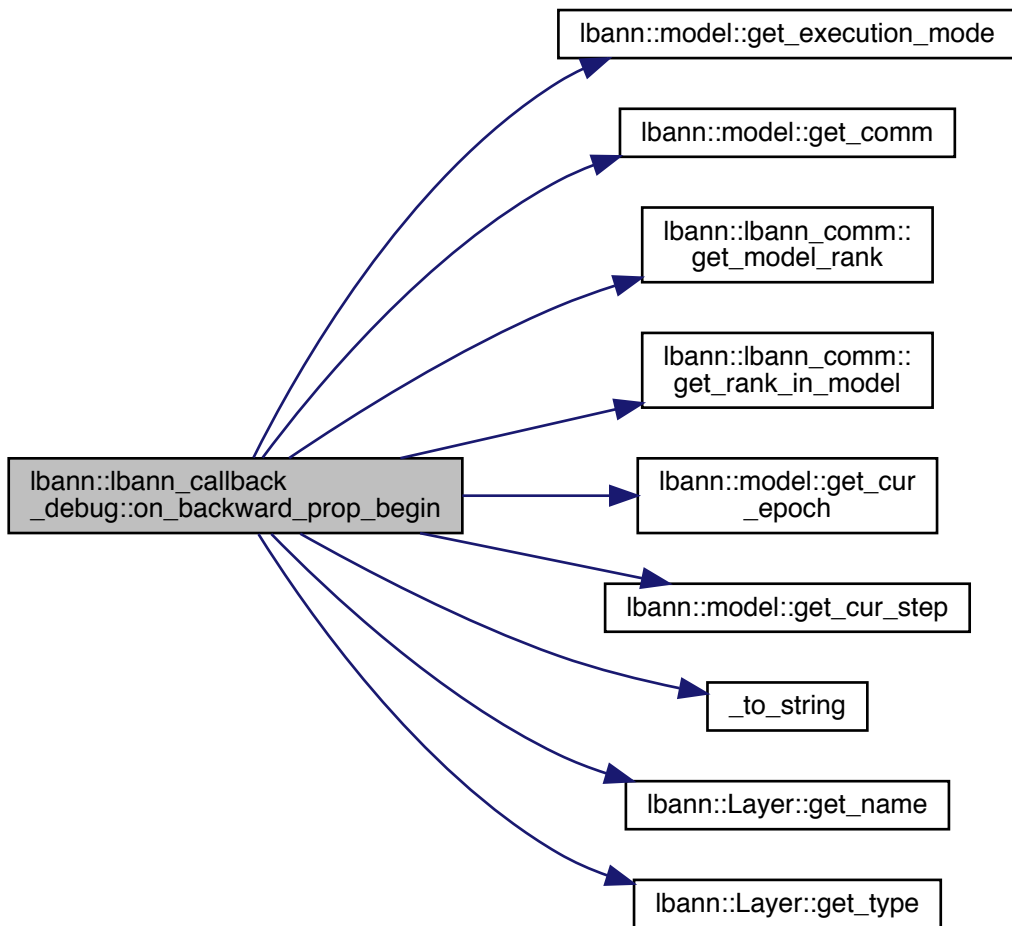 lbann::model::get_execution_mode
lbann::model::get_comm
lbann::lbann_comm::
get_model_rank
lbann::lbann_comm::
get_rank_in_model
lbann::lbann_callback
_debug::on_backward_prop_begin
lbann::model::get_cur
_epoch
lbann::model::get_cur_step
_to_string
lbann::Layer::get_name
lbann::Layer::get_type